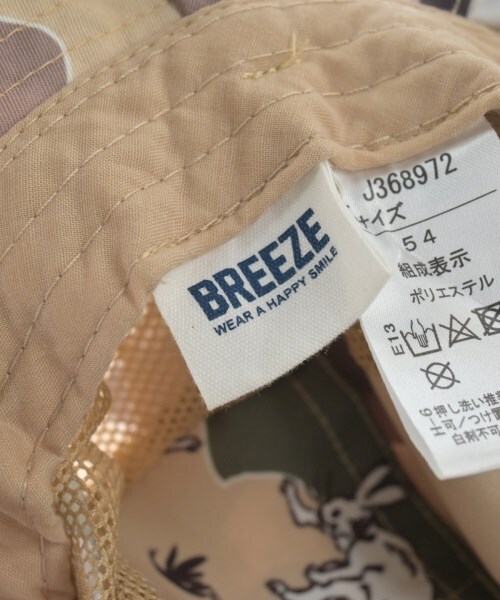 BREEZE
WEAR A HAPPY SMILE
J368972
サイズ
54
組成表示
ポリエステル
E13
押し洗い推
可/つけ
白剤不可